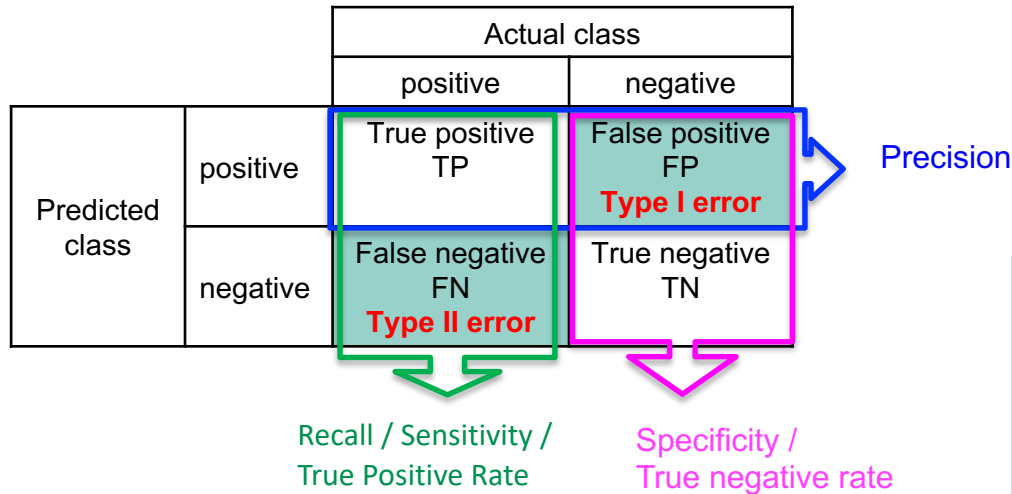 Actual class
positive
negative
Predicted
class
positive
True positive
TP
False positive
FP
Type I error
Precision
negative
False negative
FN
Type II error
True negative
TN
Recall / Sensitivity /
True Positive Rate
Specificity /
True negative rate